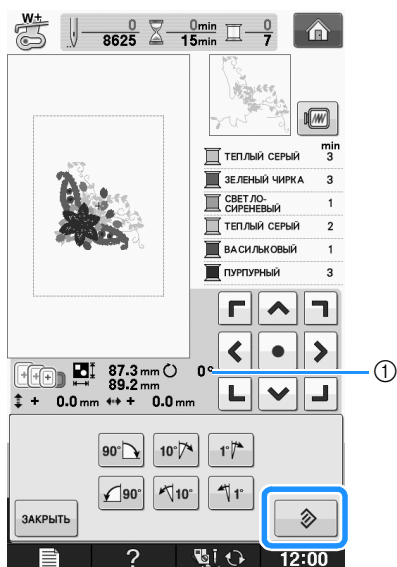 W+
0 0min 0
8625 15min 7
min
ТЕПЛЫЙ СЕРЫЙ 3
ЗЕЛЕНЫЙ ЧИРКА 3
СВЕТЛО-
СИРЕНЕВЫЙ 1
ТЕПЛЫЙ СЕРЫЙ 2
ВАСИЛЬКОВЫЙ 1
ПУРПУРНЫЙ 3
87.3 mm 0°
89.2 mm
+ 0.0 mm + 0.0 mm
1
90° 10° 1°
90° 10° 1°
ЗАКРЫТЬ
? 12:00